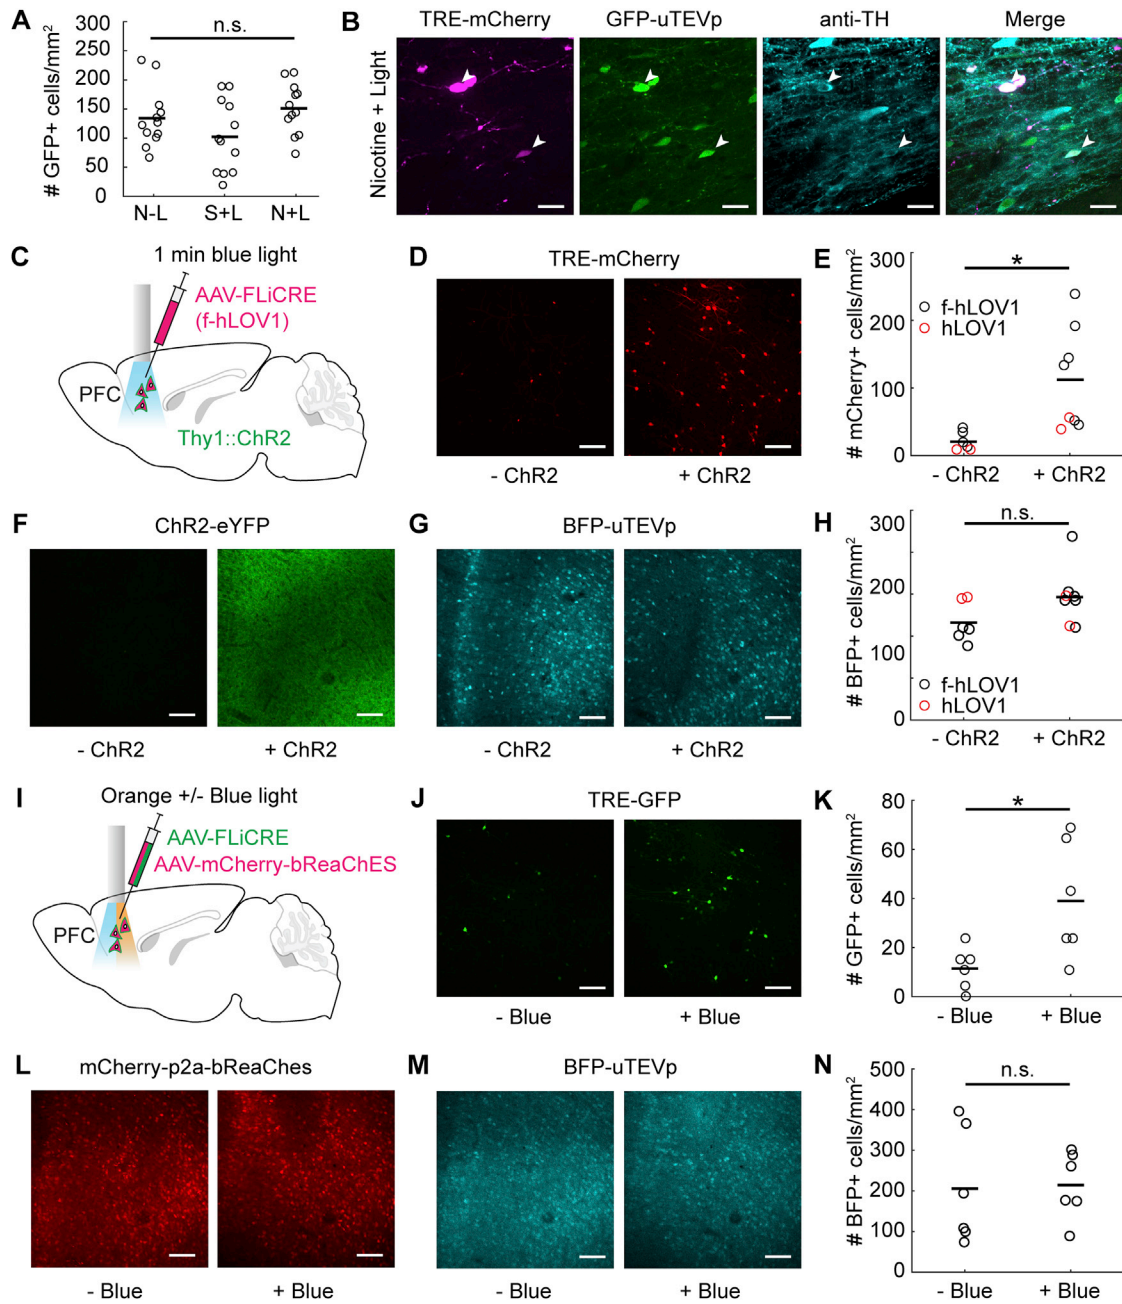 A
# GFP+ cells/mm²
300
250
200
150
100
50
0
n.s.
N-L
S+L
N+L
B
TRE-mCherry
GFP-uTEVp
anti-TH
Merge
Nicotine + Light
C
1 min blue light
AAV-FLiCRE
(f-hLOV1)
PFC
Thy1::ChR2
D
TRE-mCherry
- ChR2
+ ChR2
E
# mCherry+ cells/mm²
300
200
100
0
*
f-hLOV1
hLOV1
- ChR2
+ ChR2
F
ChR2-eYFP
- ChR2
+ ChR2
G
BFP-uTEVp
- ChR2
+ ChR2
H
# BFP+ cells/mm²
300
200
100
0
n.s.
f-hLOV1
hLOV1
- ChR2
+ ChR2
I
Orange +/- Blue light
AAV-FLiCRE
AAV-mCherry-bReaChES
PFC
J
TRE-GFP
- Blue
+ Blue
K
# GFP+ cells/mm²
80
60
40
20
0
*
- Blue
+ Blue
L
mCherry-p2a-bReaChes
- Blue
+ Blue
M
BFP-uTEVp
- Blue
+ Blue
N
# BFP+ cells/mm²
500
400
300
200
100
0
n.s.
- Blue
+ Blue